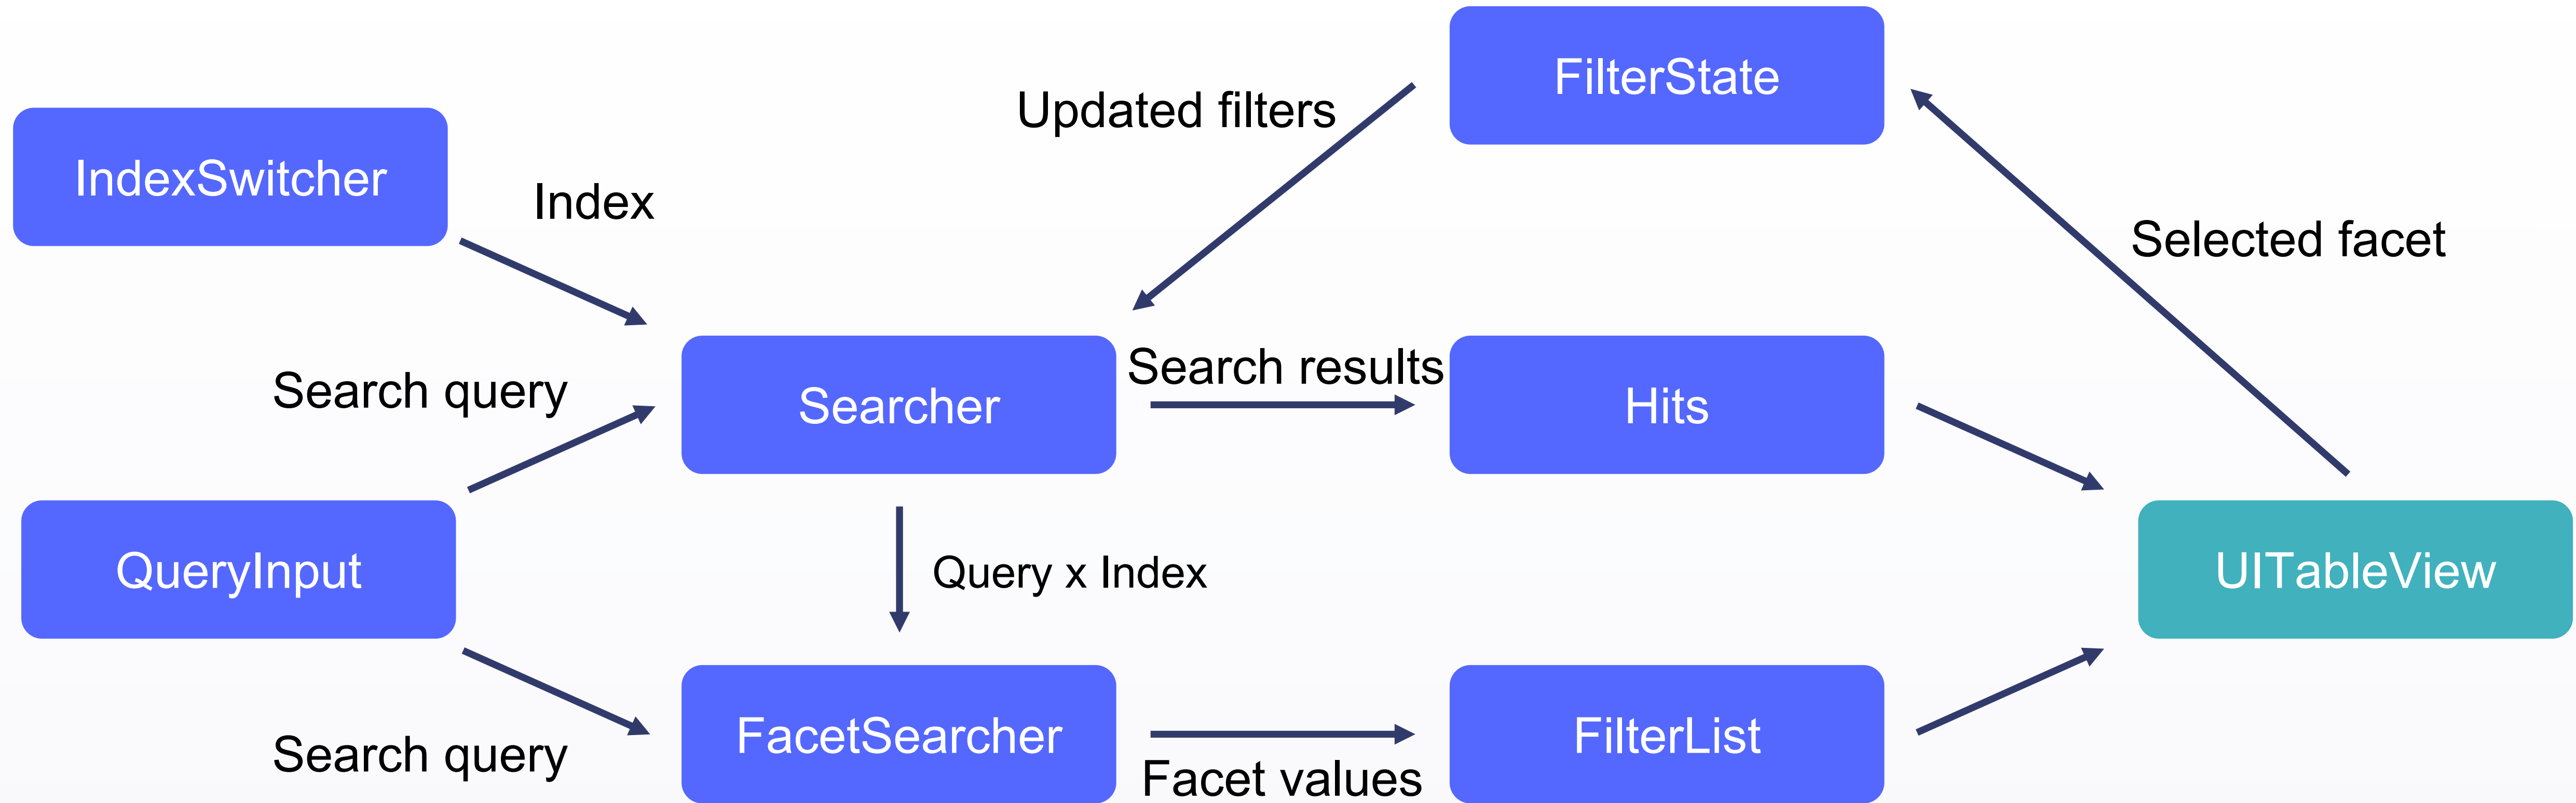 FilterState
Updated filters
IndexSwitcher
Index
Selected facet
Search query
Searcher
Search results
Hits
QueryInput
Query x Index
UITableView
Search query
FacetSearcher
Facet values
FilterList